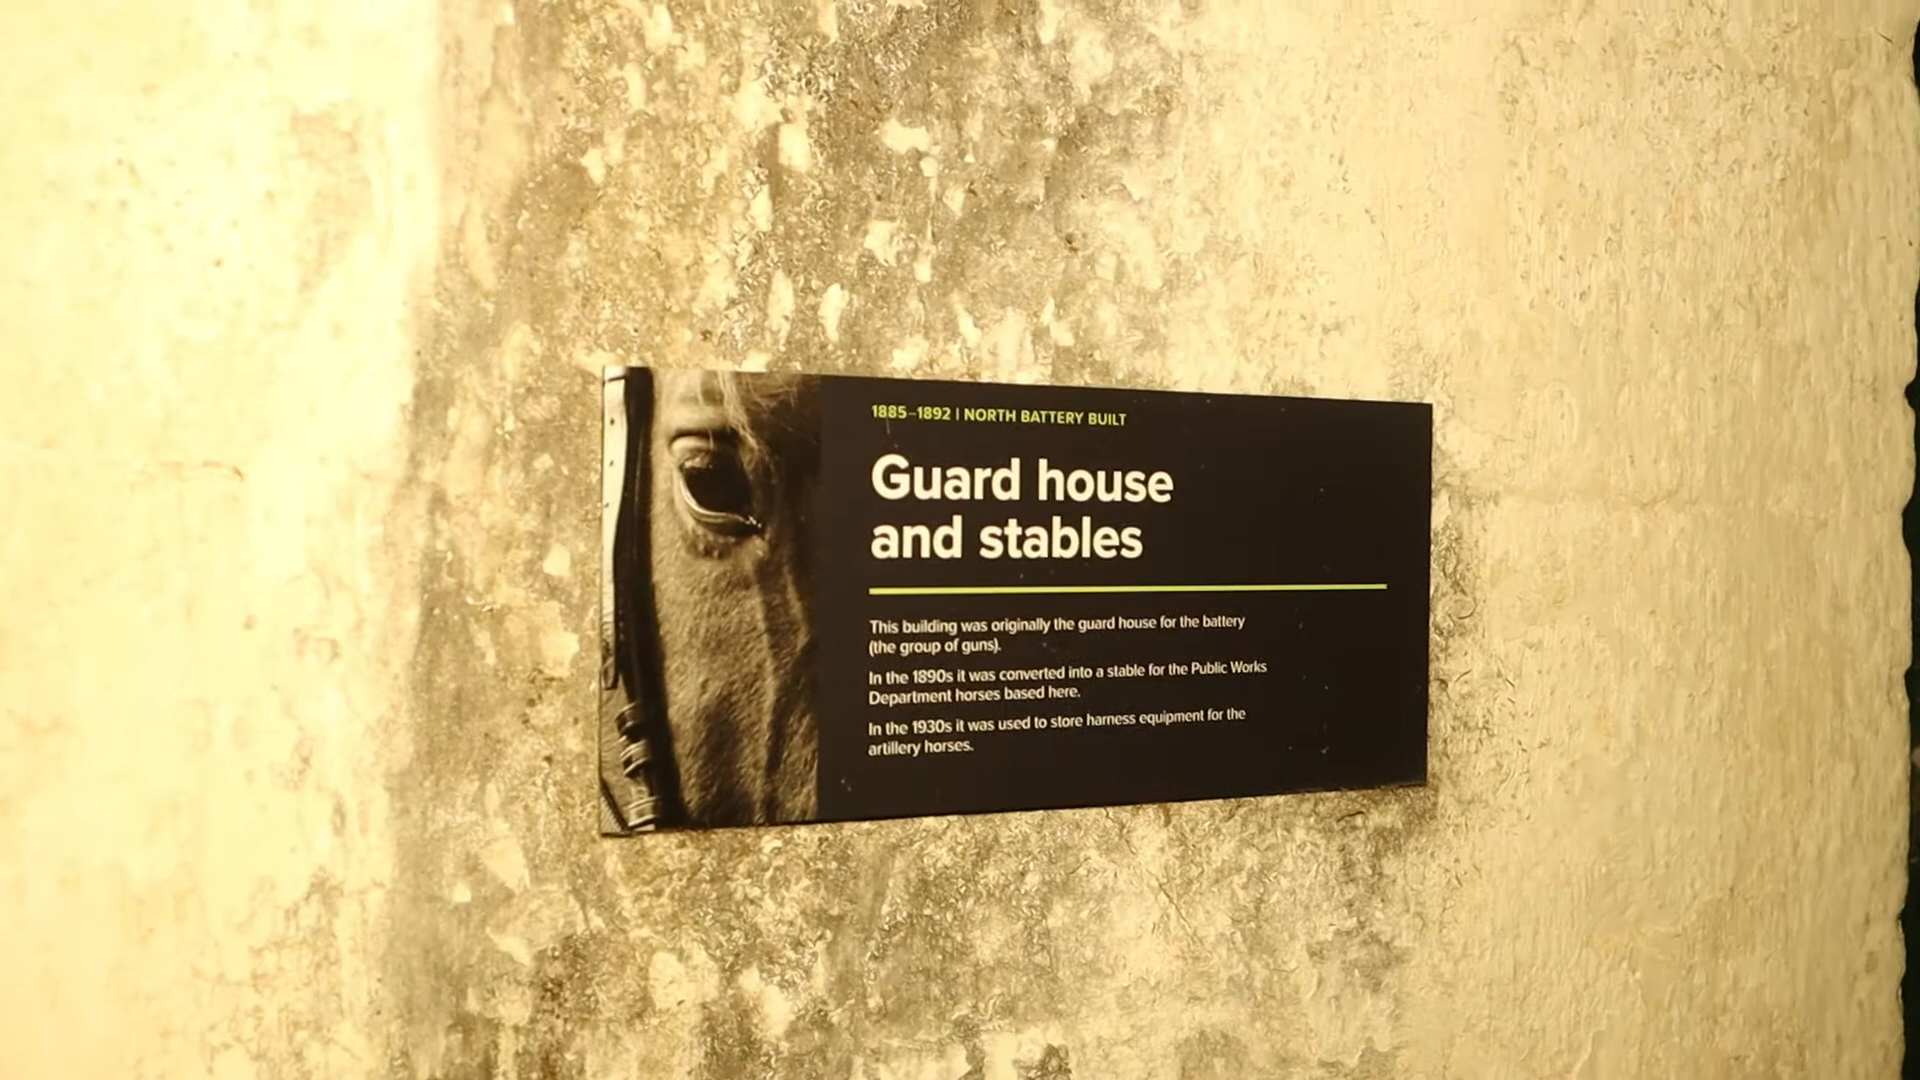 1885–1892 | NORTH BATTERY BUILT
Guard house
and stables
This building was originally the guard house for the battery
(the group of guns).
In the 1890s it was converted into a stable for the Public Works
Department horses based here.
In the 1930s it was used to store harness equipment for the
artillery horses.